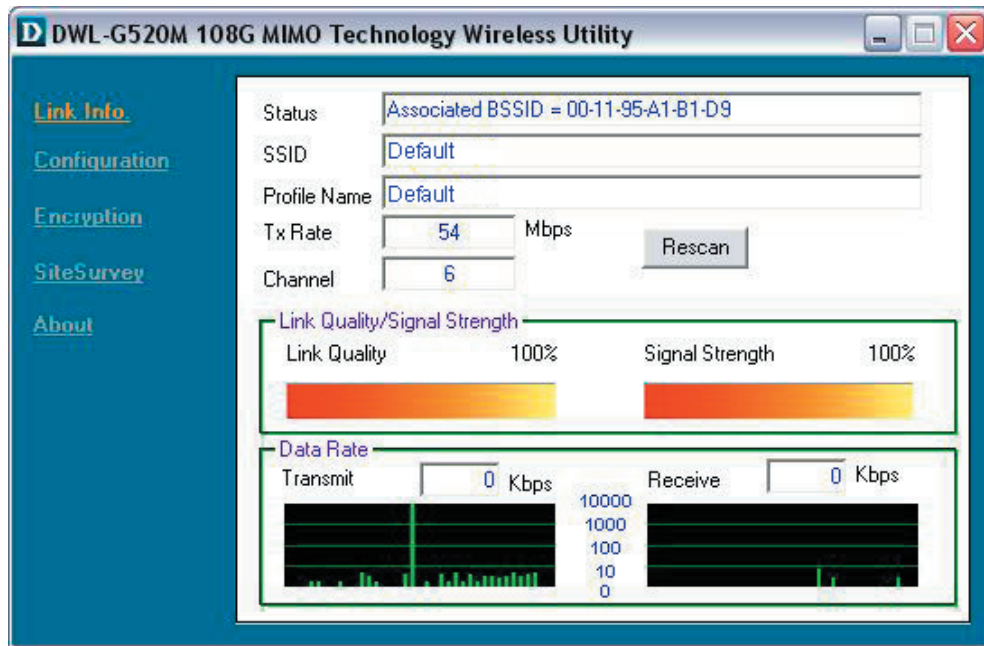 D DWL-G520M 108G MIMO Technology Wireless Utility
Link Info.
Configuration
Encryption
SiteSurvey
About
Status Associated BSSID = 00-11-95-A1-B1-D9
SSID Default
Profile Name Default
Tx Rate 54 Mbps
Rescan
Channel 6
Link Quality/Signal Strength
Link Quality 100% Signal Strength 100%
Data Rate
Transmit 0 Kbps Receive 0 Kbps
10000
1000
100
10
0